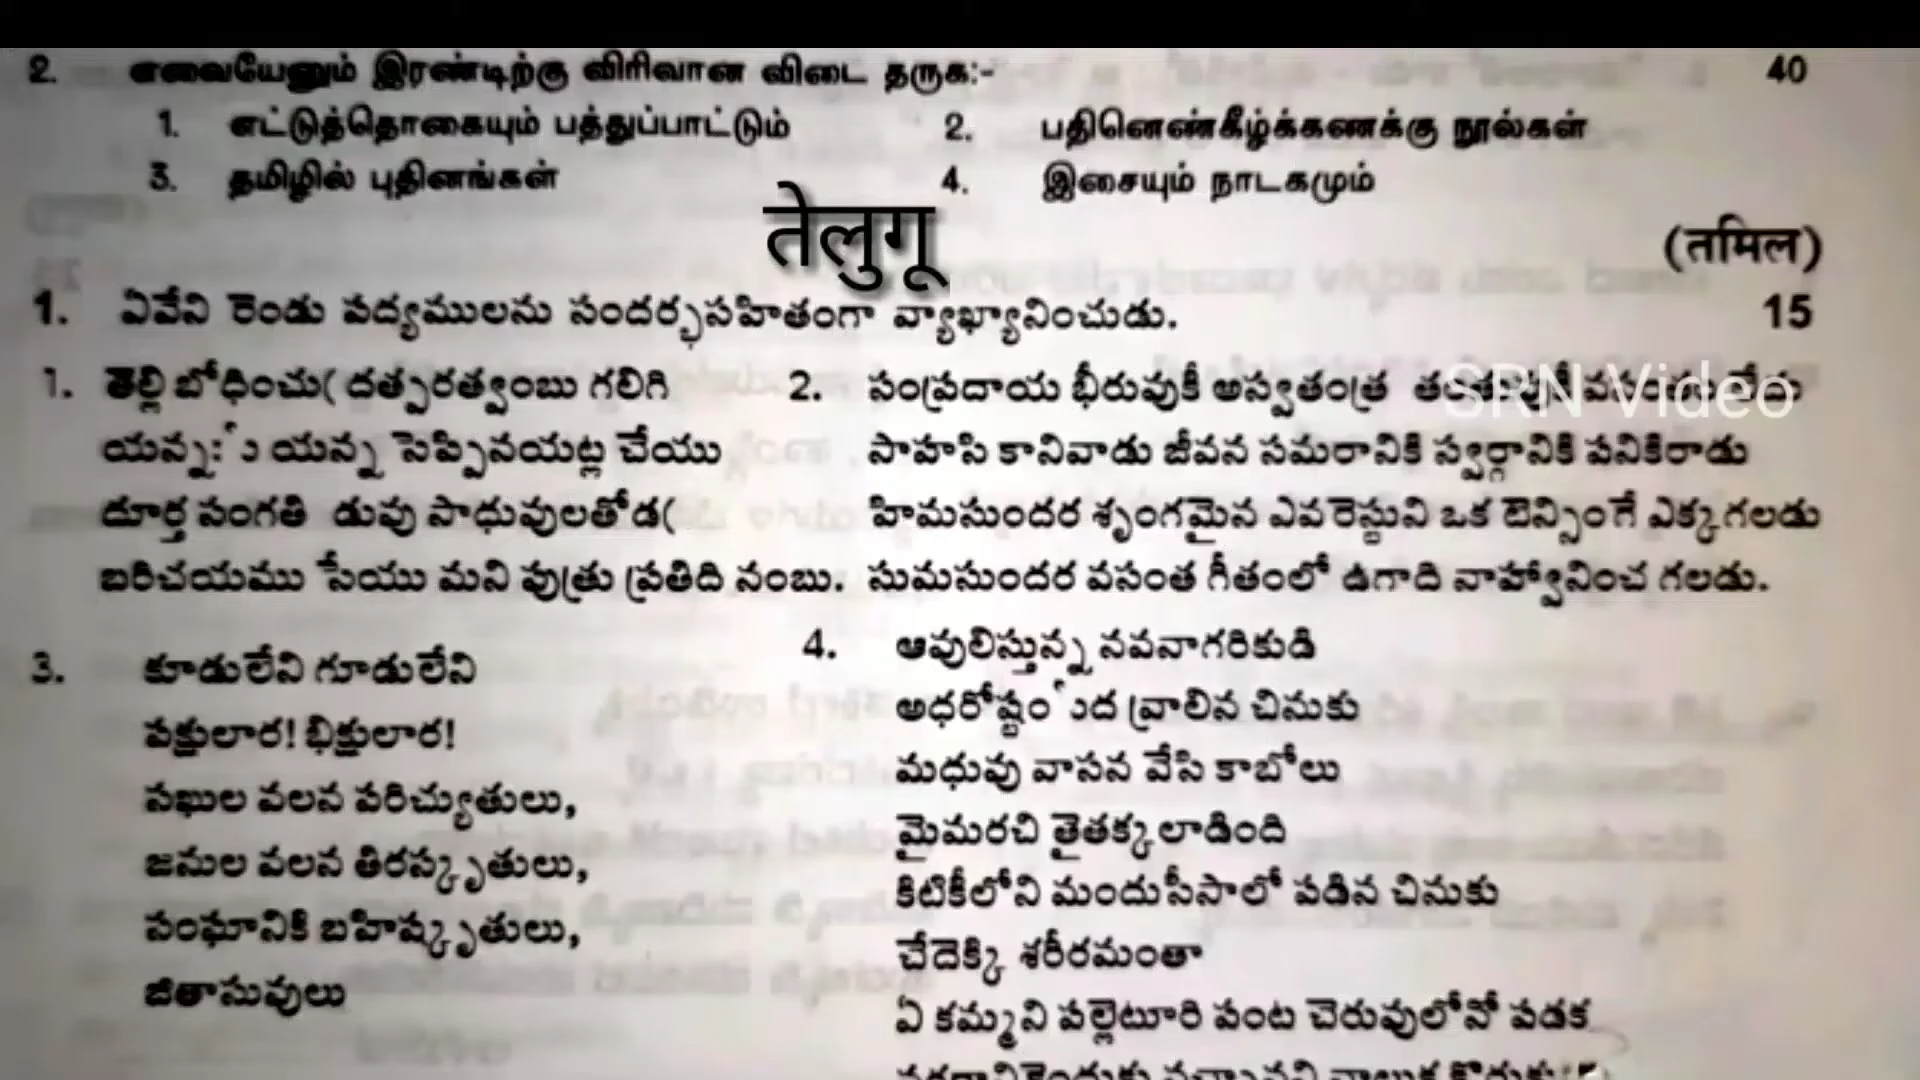 2. எவையேனும் இரண்டிற்கு விரிவான விடை தருக:- 40
1. எட்டுத்தொகையும் பத்துப்பாட்டும் 2. பதினெண்கீழ்க்கணக்கு நூல்கள்
3. தமிழில் புதினங்கள் 4. இசையும் நாடகமும்
तेलुगू
(तमिल)
1. ఏవేని రెండు పద్యములను సందర్భసహితంగా వ్యాఖ్యానించుడు. 15
1. తెల్లి బోధించు( దత్పరత్వంబు గలిగి
యన్న యన్న సెప్పినయట్ల చేయు
దూర్త సంగతి డుపు సాధువులతోడ(
బరిచయము సేయు మని పుత్రు ప్రతిది నంబు.
2. సంప్రదాయ భీరువుకీ అస్వతంత్ర
SRN Video
సాహసి కానివాడు జీవన సమరానికి స్వర్గానికి పనికిరాడు
హిమసుందర శృంగమైన ఎవరెస్టుని ఒక టెన్సింగే ఎక్కగలడు
సుమసుందర వసంత గీతంలో ఉగాది నాహ్వానించ గలడు.
3. కూడులేని గూడులేని
పక్షులార! భిక్షులార!
సఖుల వలన పరిచ్యుతులు,
జనుల వలన తిరస్కృతులు,
సంఘానికి బహిష్కృతులు,
జితాసువులు
4. ఆవులిస్తున్న నవనాగరికుడి
అధరోష్టం ద వ్రాలిన చినుకు
మధువు వాసన వేసి కాబోలు
మైమరచి తైతక్కలాడింది
కిటికీలోని మందుసీసాలో పడిన చినుకు
చేదెక్కి శరీరమంతా
ఏ కమ్మని పల్లెటూరి పంట చెరువులోనో పడక